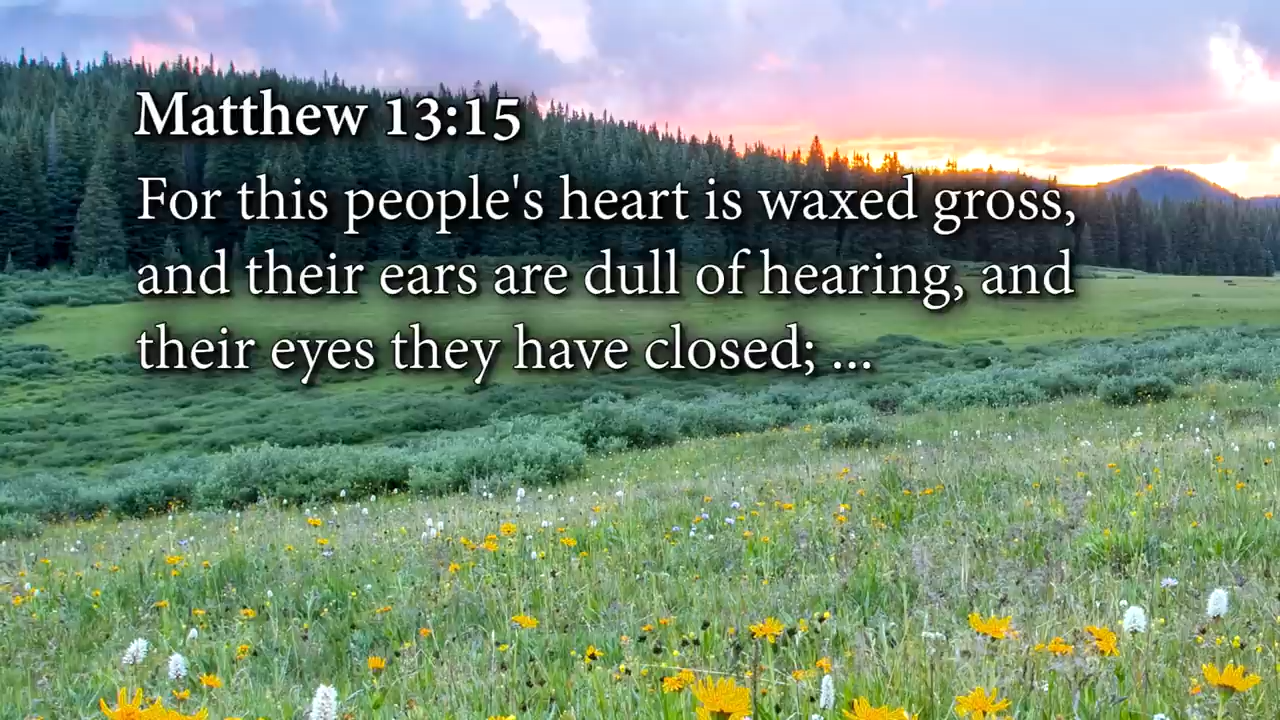 Matthew 13:15
For this people's heart is waxed gross,
and their ears are dull of hearing, and
their eyes they have closed; ...